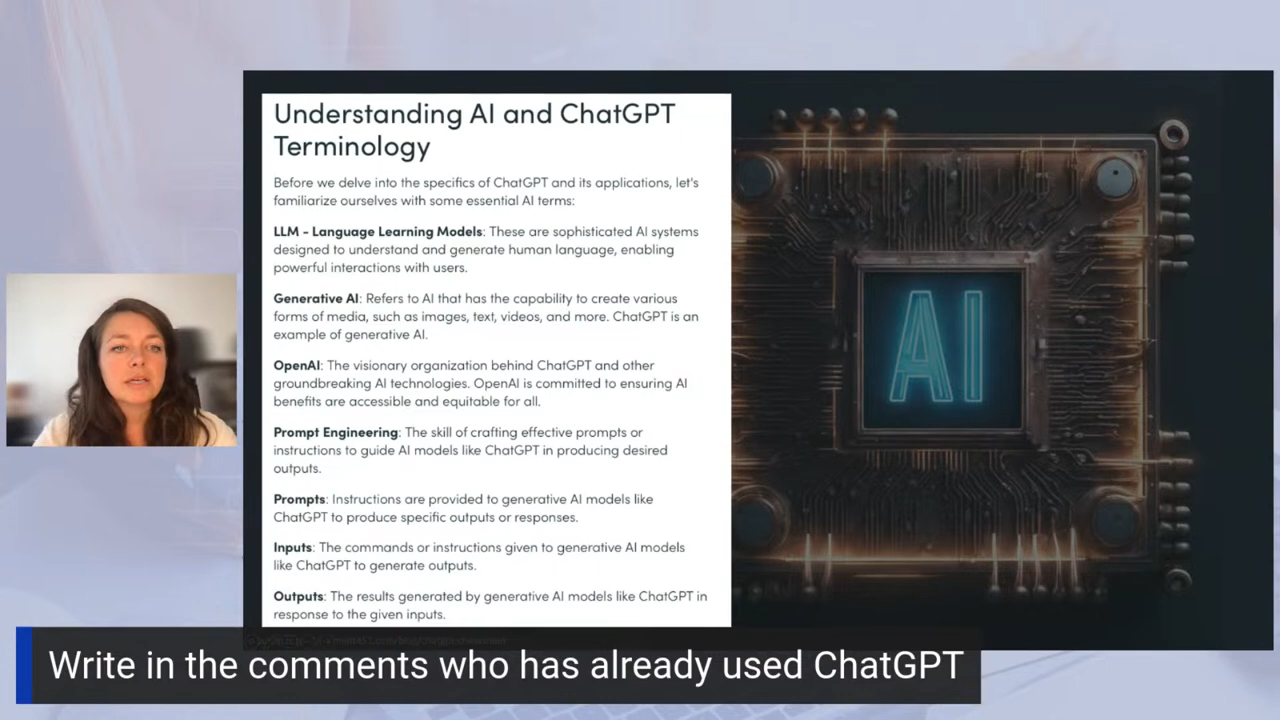 Understanding AI and ChatGPT
Terminology
Before we delve into the specifics of ChatGPT and its applications, let's
familiarize ourselves with some essential AI terms:
LLM - Language Learning Models: These are sophisticated AI systems
designed to understand and generate human language, enabling
powerful interactions with users.
Generative AI: Refers to AI that has the capability to create various
forms of media, such as images, text, videos, and more. ChatGPT is an
example of generative AI.
OpenAI: The visionary organization behind ChatGPT and other
groundbreaking AI technologies. OpenAI is committed to ensuring AI
benefits are accessible and equitable for all.
Prompt Engineering: The skill of crafting effective prompts or
instructions to guide AI models like ChatGPT in producing desired
outputs.
Prompts: Instructions are provided to generative AI models like
ChatGPT to produce specific outputs or responses.
Inputs: The commands or instructions given to generative AI models
like ChatGPT to generate outputs.
Outputs: The results generated by generative AI models like ChatGPT in
response to the given inputs.
AI
Write in the comments who has already used ChatGPT